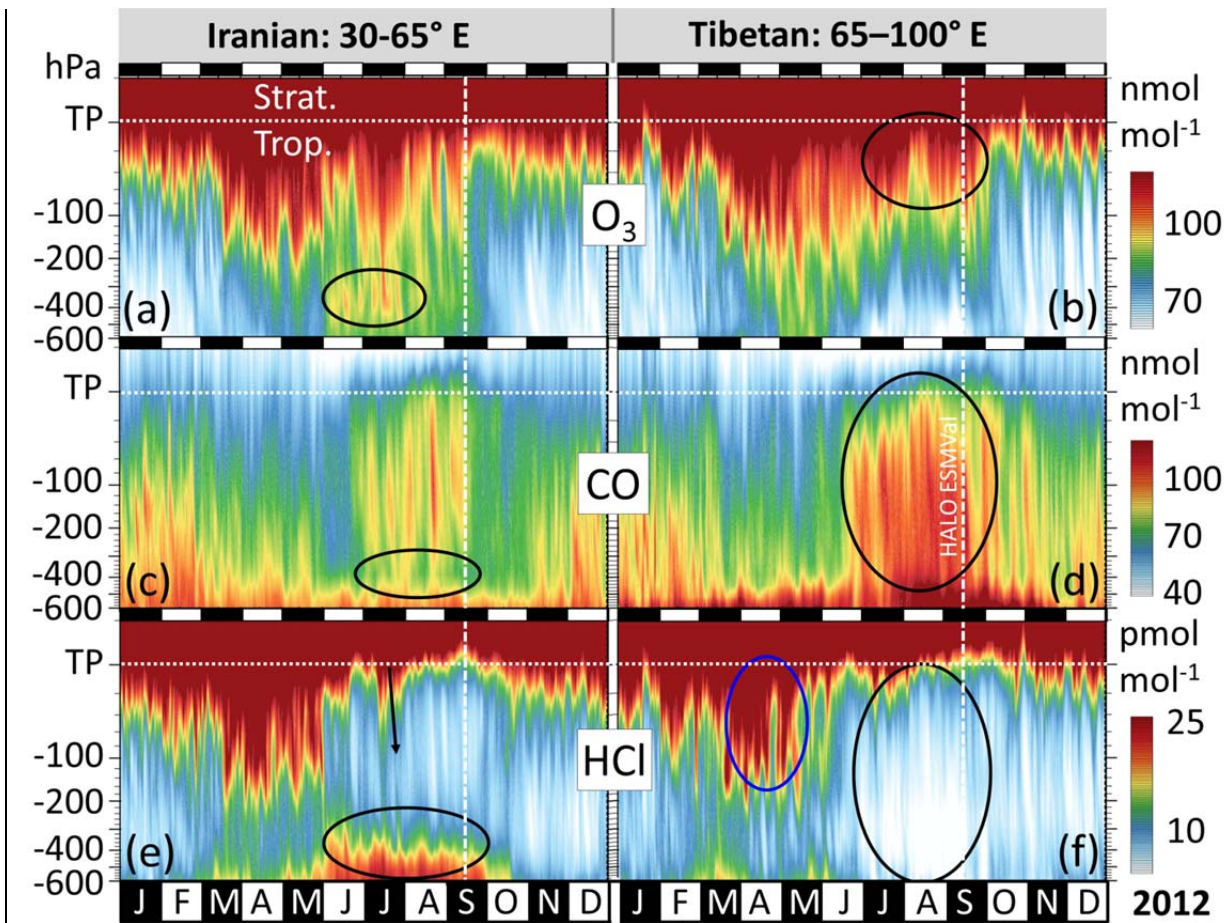 Iranian: 30-65° E
Tibetan: 65–100° E
hPa
TP
-100
-200
-400
-600
Strat.
Trop.
(a)
O₃
(b)
nmol
mol⁻¹
100
70
TP
-100
-200
-400
-600
(c)
CO
HALO ESMVal
(d)
nmol
mol⁻¹
100
70
40
TP
-100
-200
-400
-600
(e)
HCl
(f)
pmol
mol⁻¹
25
10
J F M A M J J A S O N D
J F M A M J J A S O N D
2012